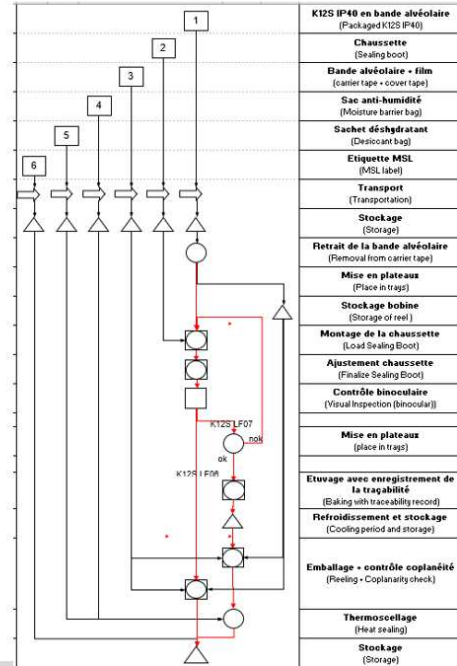 K12S IP40 en bande alvéolaire
(Packaged K12S IP40)
1
Chaussette
(Sealing boot)
2
Bande alvéolaire + film
(carrier tape + cover tape)
3
Sac anti-humidité
(Moisture barrier bag)
4
Sachet déshydratant
(Desiccant bag)
5
Etiquette MSL
(MSL label)
6
Transport
(Transportation)
Stockage
(Storage)
Retrait de la bande alvéolaire
(Removal from carrier tape)
Mise en plateaux
(Place in trays)
Stockage bobine
(Storage of reel )
Montage de la chaussette
(Load Sealing Boot)
Ajustement chaussette
(Finalize Sealing Boot)
Contrôle binoculaire
(Visual Inspection (binocular))
K12S LF07
nok
Mise en plateaux
(place in trays)
ok
K12S LF06
Etuvage avec enregistrement de
la traçabilité
(Baking with traceability record)
Refroidissement et stockage
(Cooling period and storage)
Emballage + contrôle coplanéité
(Reeling + Coplanarity check)
Thermoscellage
(Heat sealing)
Stockage
(Storage)